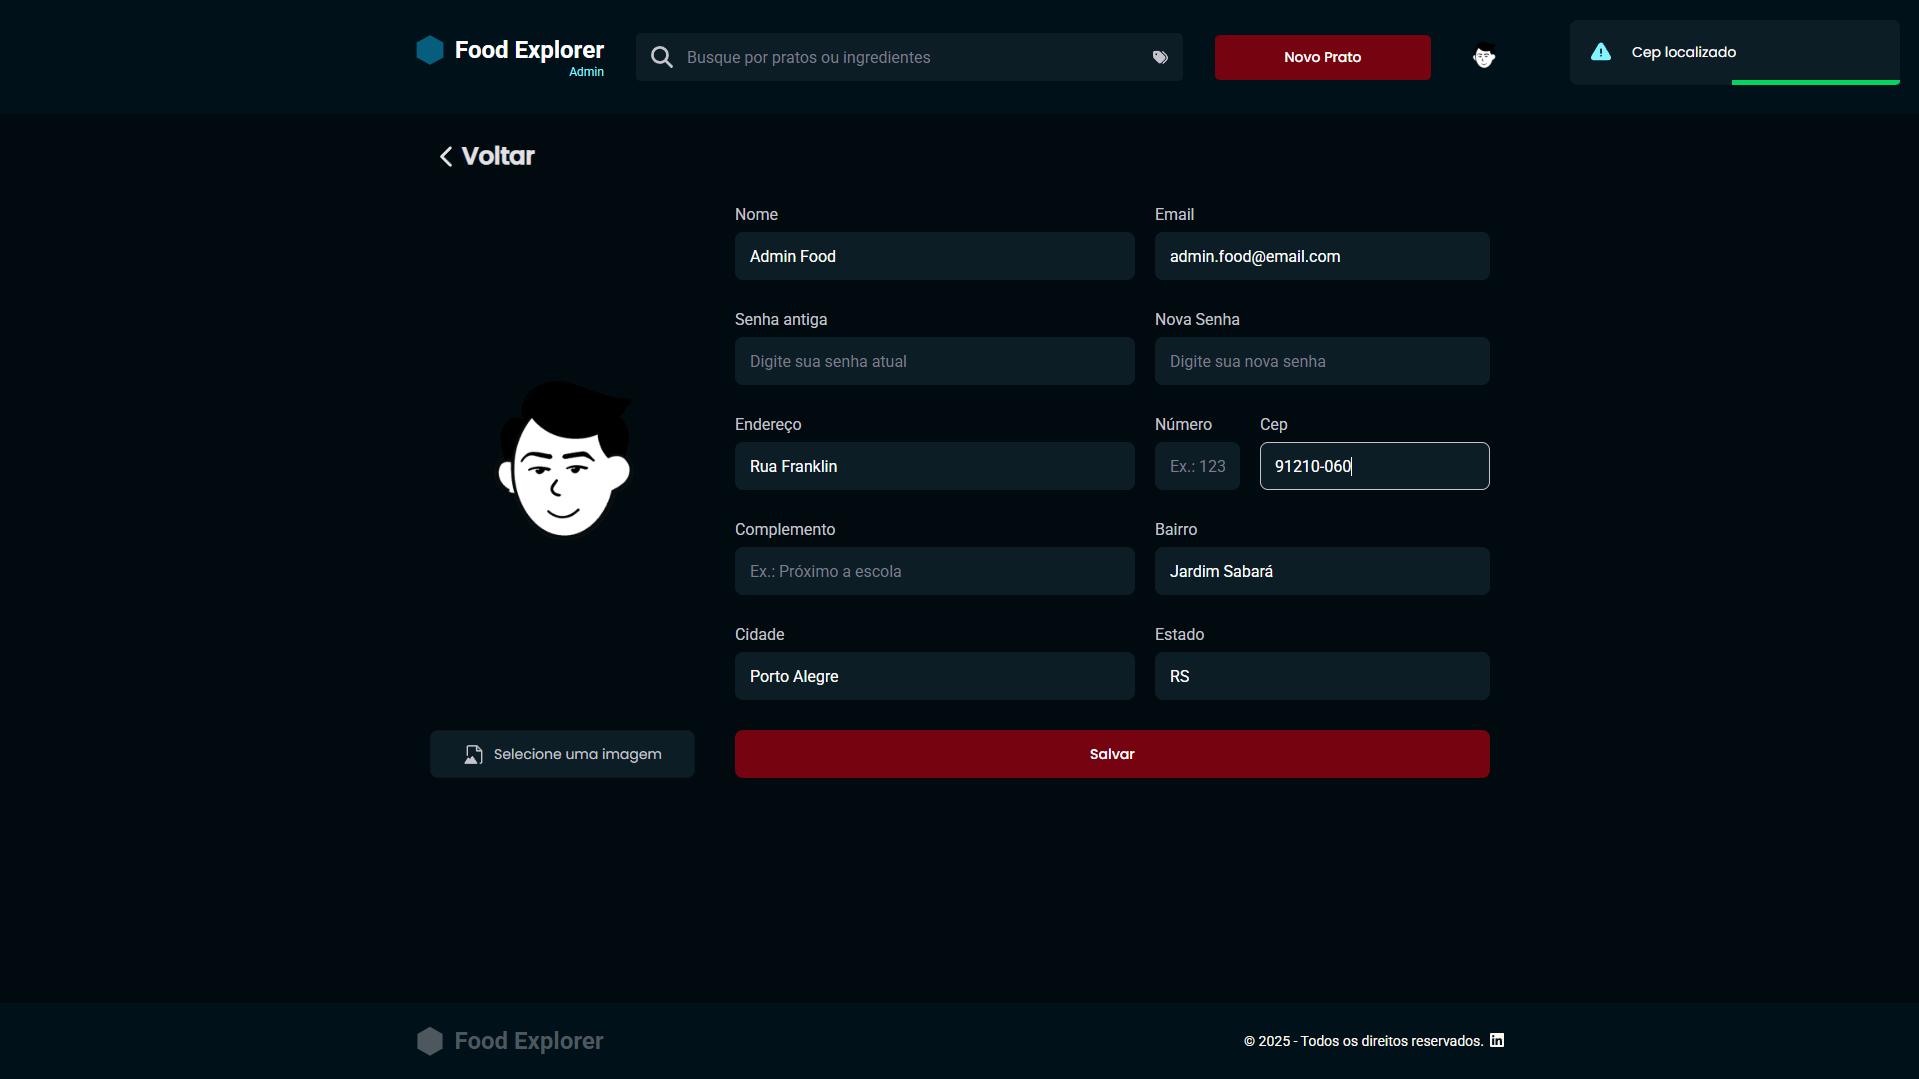 Food Explorer
Admin
Busque por pratos ou ingredientes
Novo Prato
Cep localizado
Voltar
Nome
Email
Admin Food
admin.food@email.com
Senha antiga
Nova Senha
Digite sua senha atual
Digite sua nova senha
Endereço
Número
Cep
Rua Franklin
Ex.: 123
91210-060
Complemento
Bairro
Ex.: Próximo a escola
Jardim Sabará
Cidade
Estado
Porto Alegre
RS
Selecione uma imagem
Salvar
Food Explorer
© 2025 - Todos os direitos reservados.